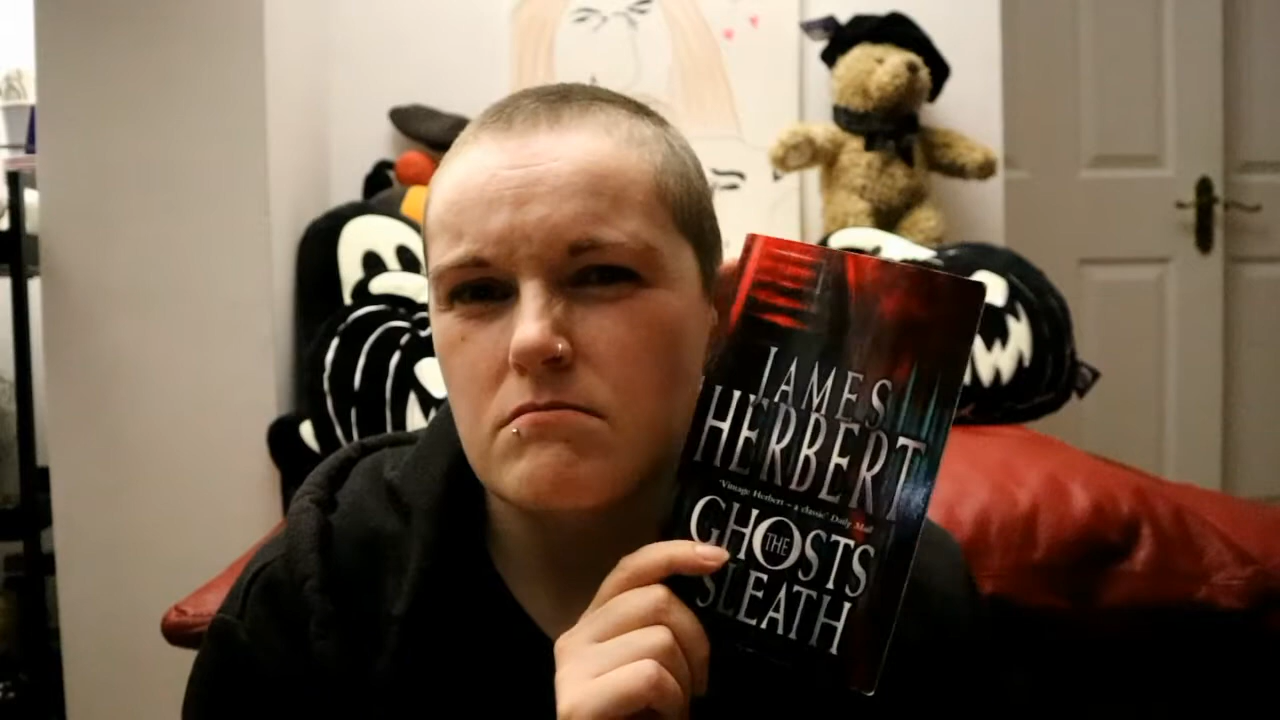 JAMES
HERBERT
'Vintage Herbert – a classic' Daily Mail
GHOSTS
THE
SLEATH